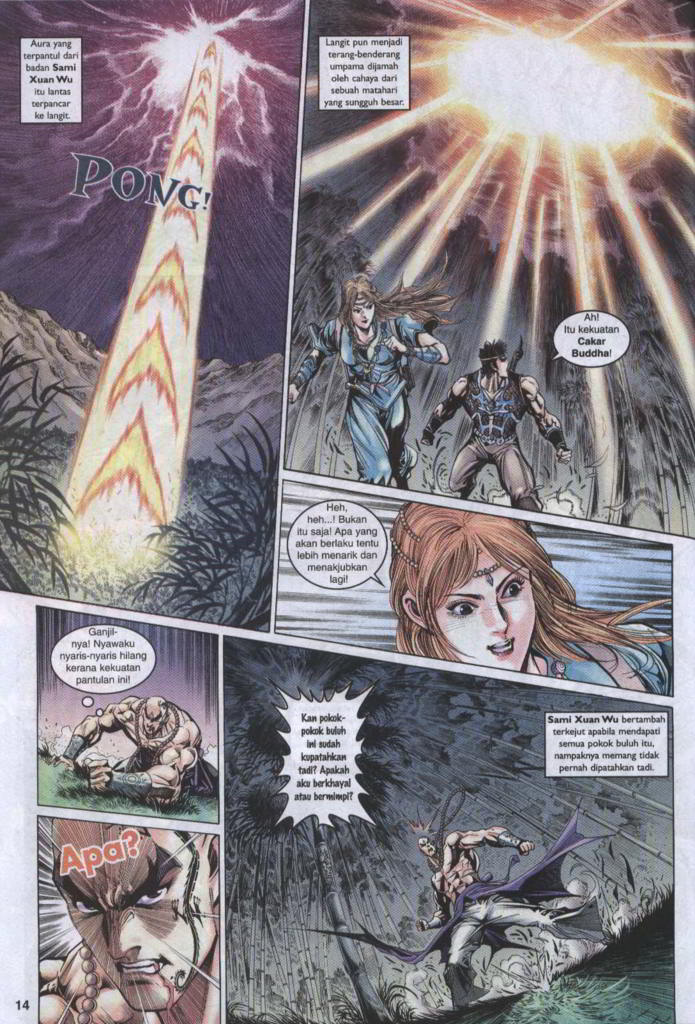 Aura yang
terpantul dari
badan Sami
Xuan Wu
itu lantas
terpancar
ke langit.
PONG!
Langit pun menjadi
terang-benderang
umpama dijamah
oleh cahaya dari
sebuah matahari
yang sungguh besar.
Ah!
Itu kekuatan
Cakar
Buddha!
Heh,
heh...! Bukan
itu saja! Apa yang
akan berlaku tentu
lebih menarik dan
menakjubkan
lagi!
Ganjil-
nya! Nyawaku
nyaris-nyaris hilang
kerana kekuatan
pantulan ini!
Kan pokok-
pokok buluh
ini sudah
kupatahkan
tadi? Apakah
aku berkhayal
atau bermimpi?
Sami Xuan Wu bertambah
terkejut apabila mendapati
semua pokok buluh itu,
nampaknya memang tidak
pernah dipatahkan tadi.
Apa?
14